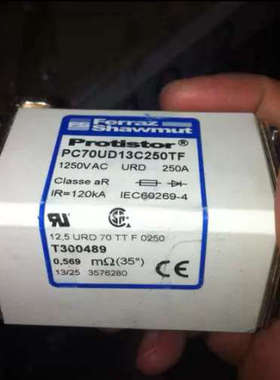 Ferraz
Shawmut
Protistor®
PC70UD13C250TF
1250VAC URD 250A
Classe aR
IR=120kA IEC60269-4
12,5 URD 70 TT F 0250
T300489
0,569 mΩ(35°)
13/25 3576280